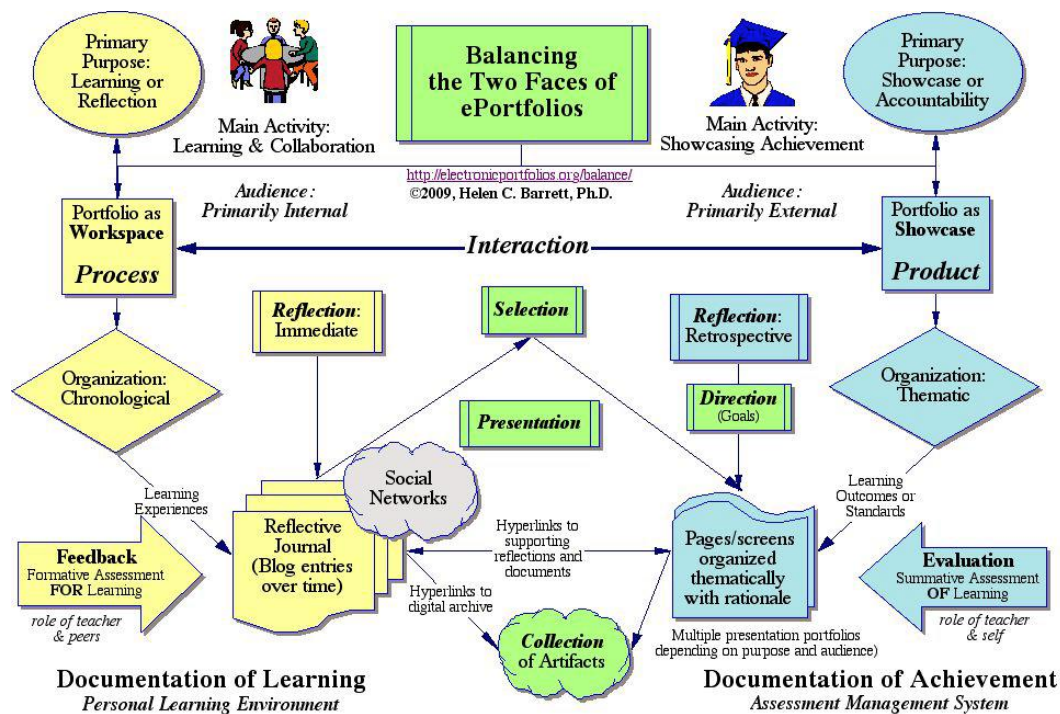 Balancing
the Two Faces of
ePortfolios
http://electronicportfolios.org/balance/
©2009, Helen C. Barrett, Ph.D.
Primary
Purpose:
Learning or
Reflection
Main Activity:
Learning & Collaboration
Main Activity:
Showcasing Achievement
Primary
Purpose:
Showcase or
Accountability
Audience:
Primarily Internal
Audience:
Primarily External
Portfolio as
Workspace
Process
Interaction
Portfolio as
Showcase
Product
Reflection:
Immediate
Selection
Reflection:
Retrospective
Organization:
Chronological
Direction
(Goals)
Organization:
Thematic
Presentation
Social
Networks
Learning
Experiences
Learning
Outcomes or
Standards
Feedback
Formative Assessment
FOR Learning
role of teacher
& peers
Reflective
Journal
(Blog entries
over time)
Hyperlinks to
supporting
reflections and
documents
Hyperlinks to
digital archive
Pages/screens
organized
thematically
with rationale
Evaluation
Summative Assessment
OF Learning
role of teacher
& self
Collection
of Artifacts
Multiple presentation portfolios
depending on purpose and audience)
Documentation of Learning
Personal Learning Environment
Documentation of Achievement
Assessment Management System